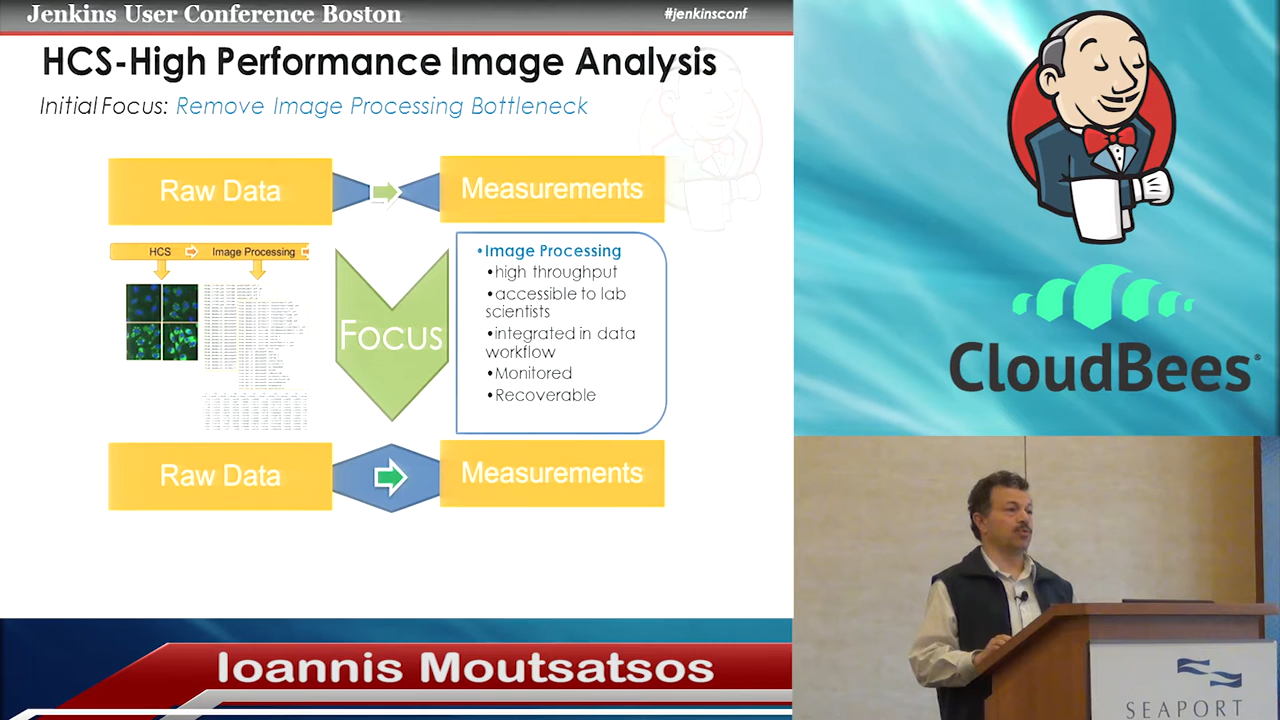 Jenkins User Conference Boston
#jenkinsconf
HCS-High Performance Image Analysis
Initial Focus: Remove Image Processing Bottleneck
Raw Data
Measurements
HCS
Image Processing
Focus
•Image Processing
•high throughput
•accessible to lab
scientists
•integrated in data
workflow
•Monitored
•Recoverable
Raw Data
Measurements
Ioannis Moutsatsos
CloudBees
SEAPORT